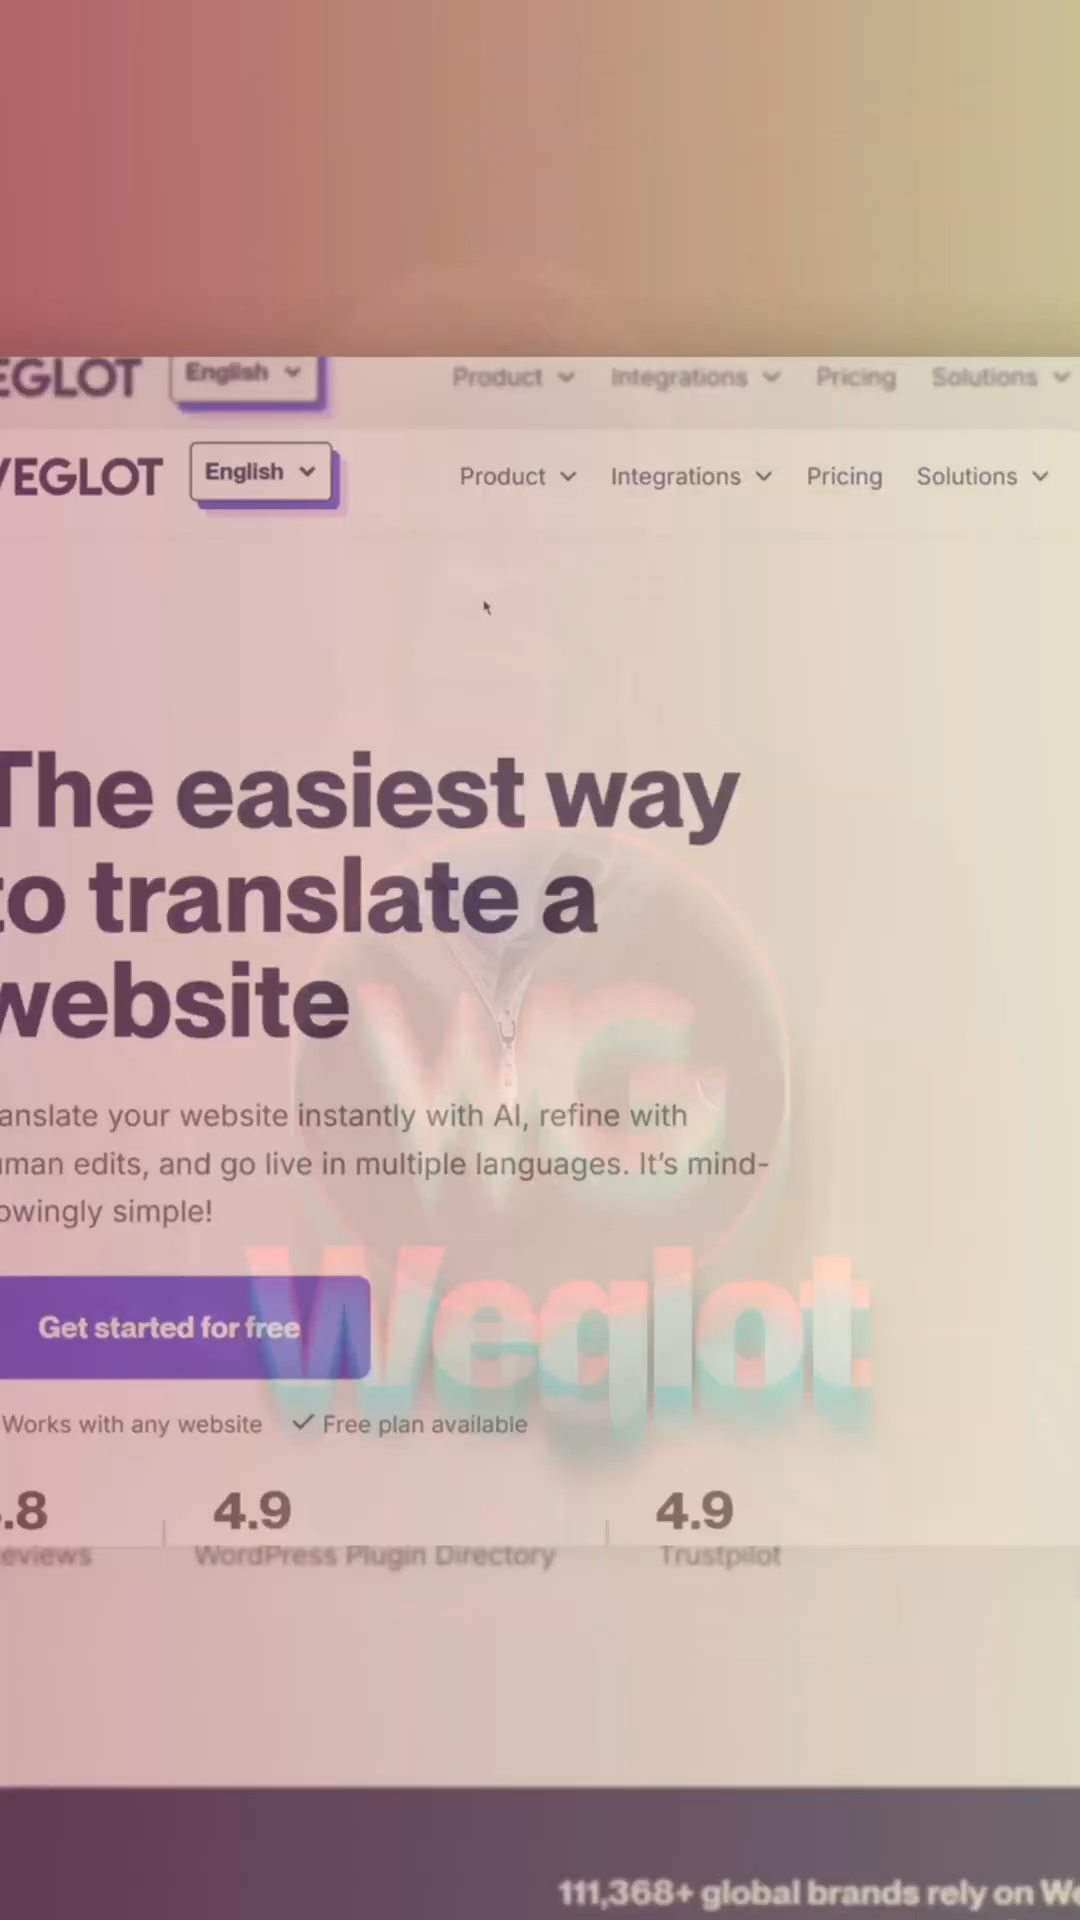 EGLOT English Product Integrations Pricing Solutions
VEGLOT English Product Integrations Pricing Solutions
The easiest way
to translate a
website
anslate your website instantly with AI, refine with
man edits, and go live in multiple languages. It's mind-
owingly simple!
WG
Get started for free
Weglot
Works with any website Free plan available
.8 4.9 4.9
eviews WordPress Plugin Directory Trustpilot
111,368+ global brands rely on We